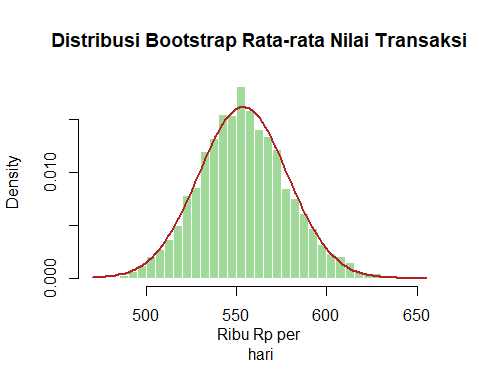 Distribusi Bootstrap Rata-rata Nilai Transaksi
Density
0.010
0.000
500 550 600 650
Ribu Rp per
hari